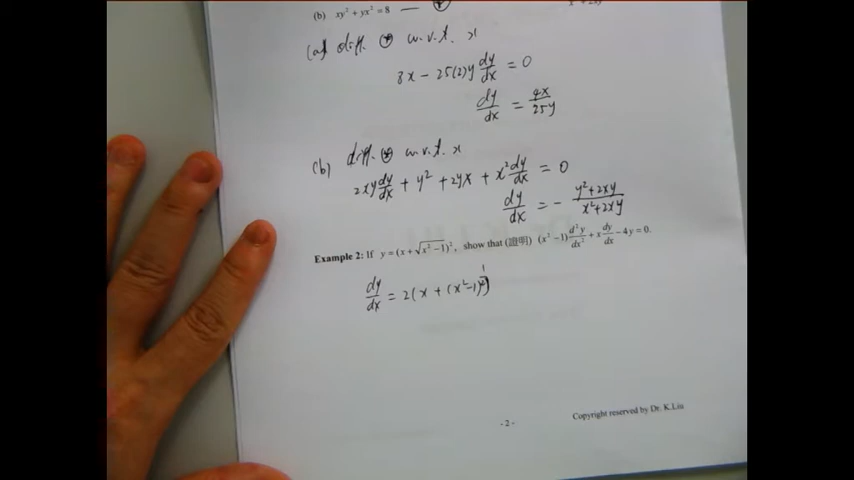 (b) xy² + yx² = 8 — ⊛
(a) diff. ⊛ w.r.t. x
8x − 25(2)y dy/dx = 0
dy/dx = 4x/25y
(b) diff. ⊛ w.r.t. x
2xy dy/dx + y² + 2yx + x² dy/dx = 0
dy/dx = − (y²+2xy)/(x²+2xy)
Example 2: If y = (x + √(x² − 1))², show that (證明) (x² − 1) d²y/dx² + x dy/dx − 4y = 0.
dy/dx = 2(x + (x²−1)^(1/2))
- 2 -
Copyright reserved by Dr. K.Liu